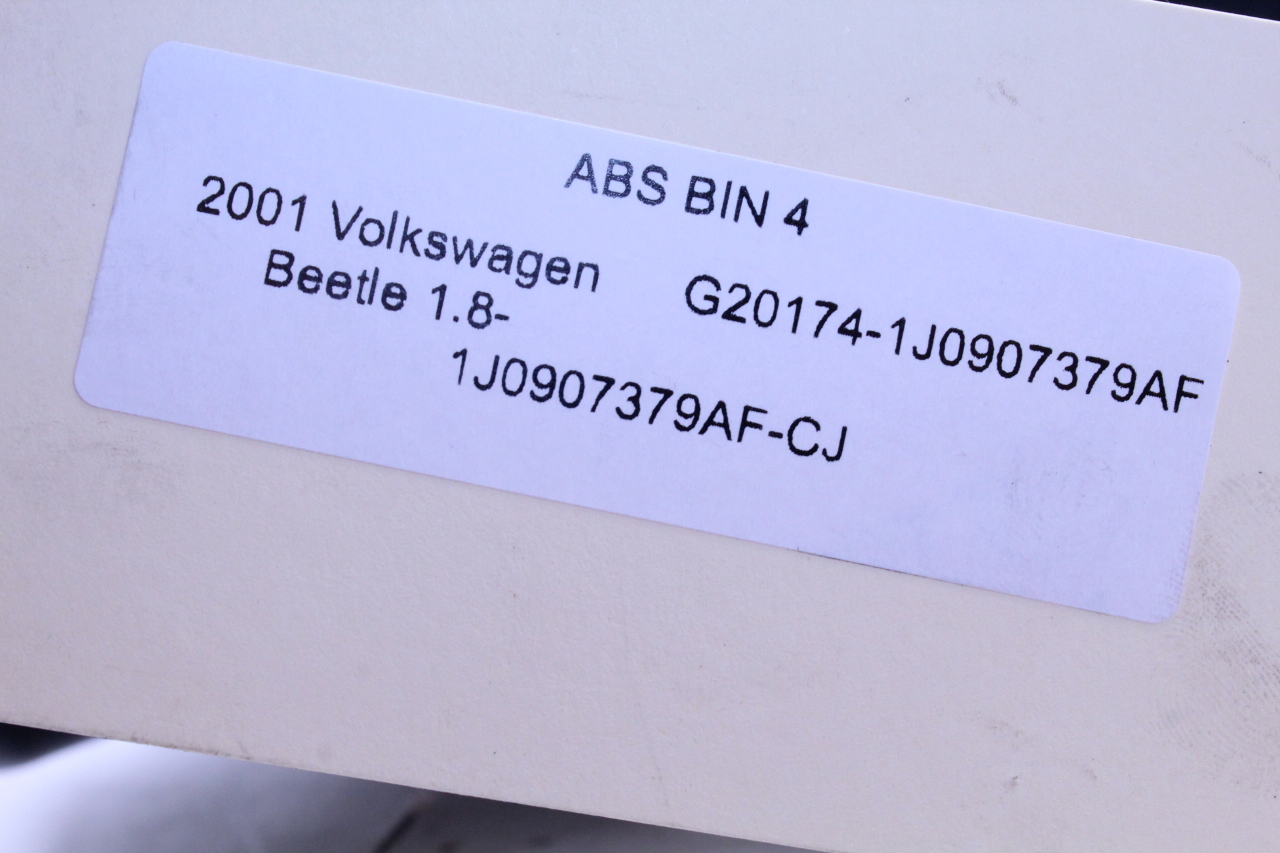 ABS BIN 4
2001 Volkswagen
Beetle 1.8-
1J0907379AF-CJ
G20174-1J0907379AF